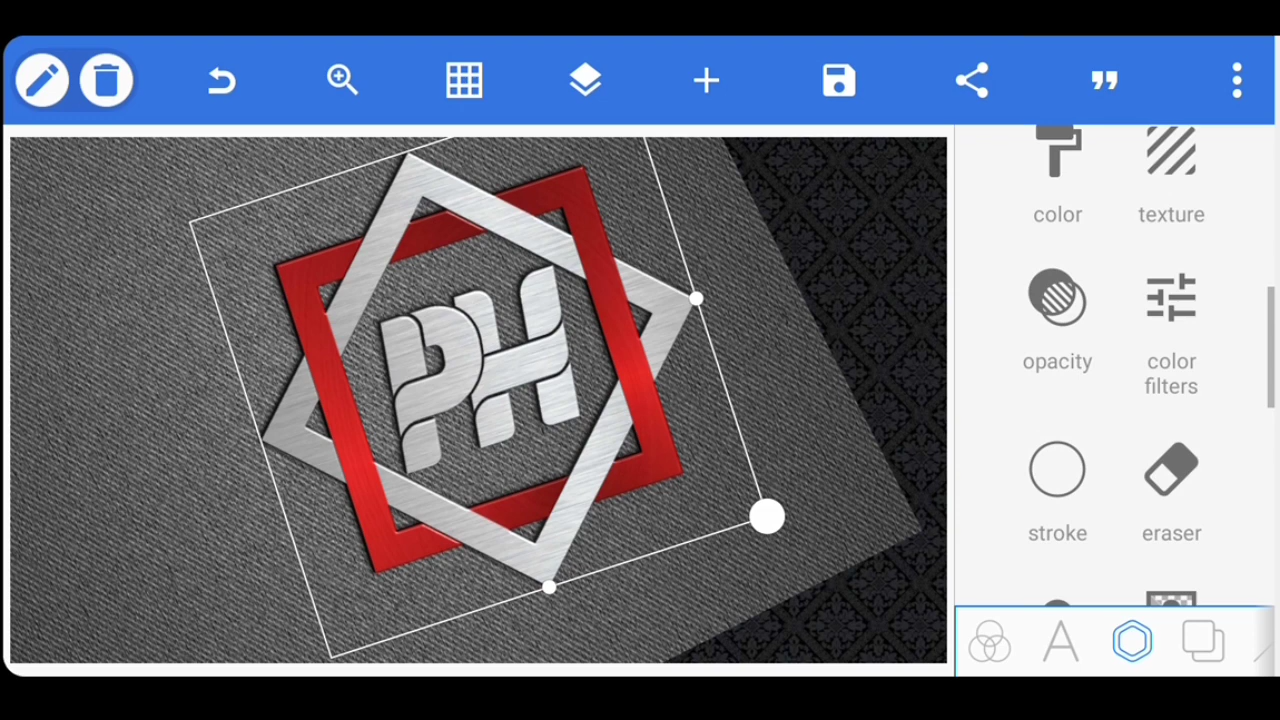 PH
color
texture
opacity
color
filters
stroke
eraser